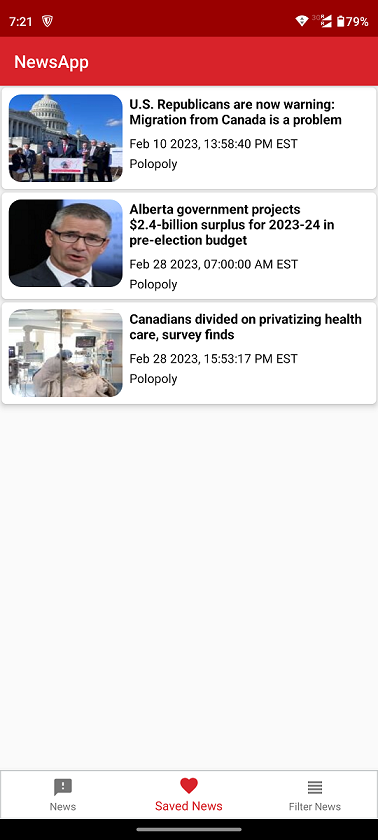 7:21
79%
NewsApp
U.S. Republicans are now warning:
Migration from Canada is a problem
Feb 10 2023, 13:58:40 PM EST
Polopoly
Alberta government projects
$2.4-billion surplus for 2023-24 in
pre-election budget
Feb 28 2023, 07:00:00 AM EST
Polopoly
Canadians divided on privatizing health
care, survey finds
Feb 28 2023, 15:53:17 PM EST
Polopoly
News
Saved News
Filter News